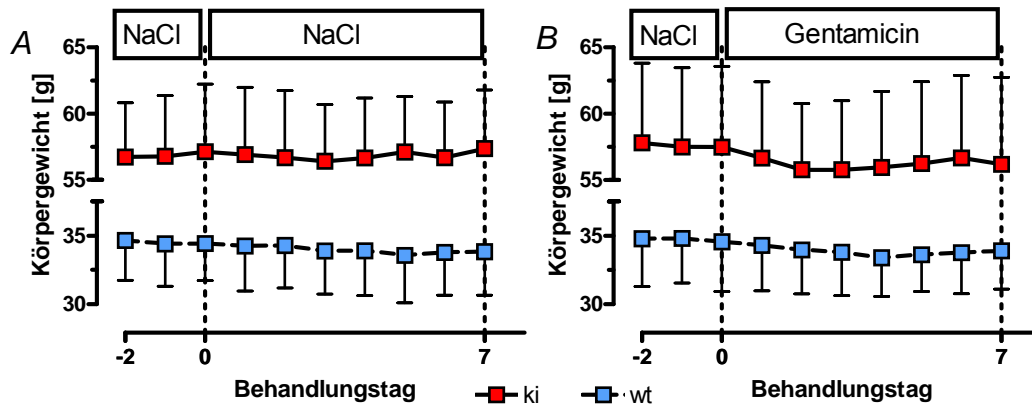 A
NaCl
NaCl
65
60
55
35
30
Körpergewicht [g]
-2
0
7
Behandlungstag
B
NaCl
Gentamicin
65
60
55
35
30
Körpergewicht [g]
-2
0
7
Behandlungstag
ki
wt